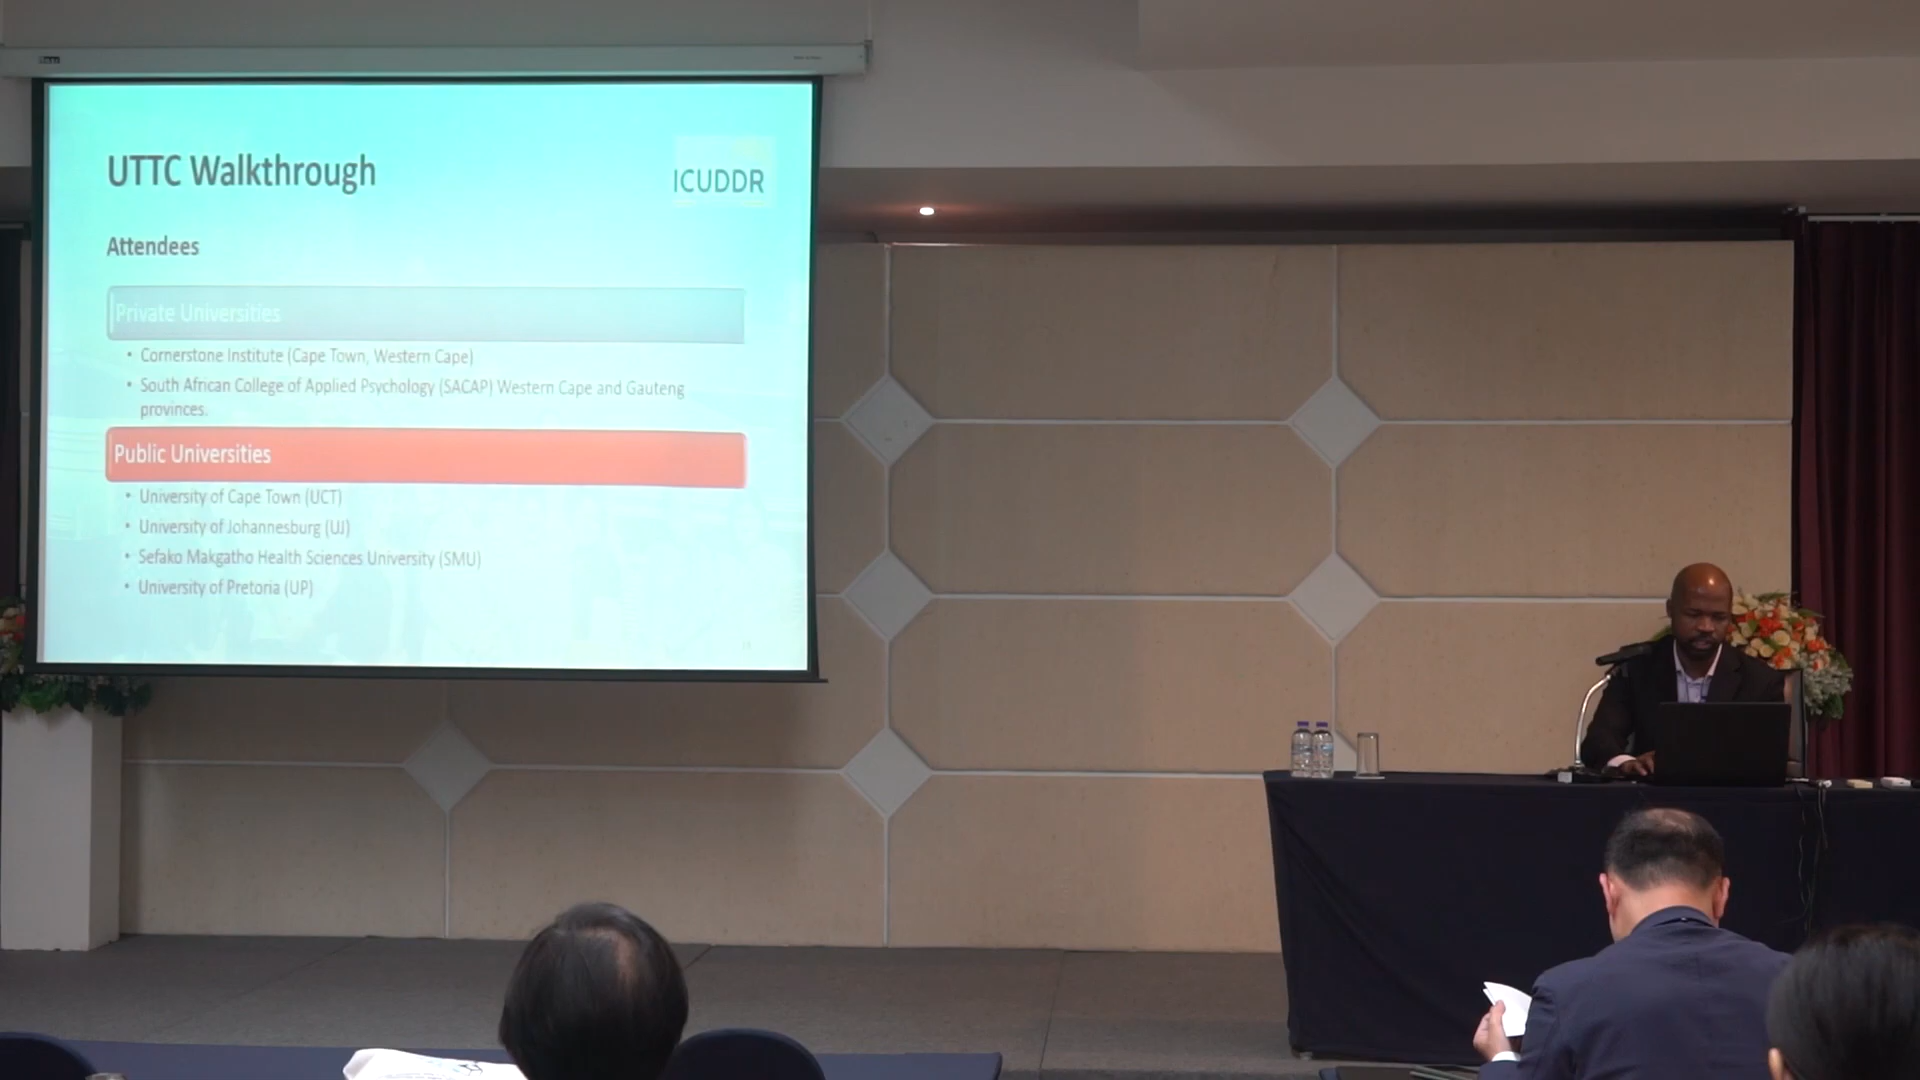 UTTC Walkthrough
ICUDDR
Attendees
Private Universities
• Cornerstone Institute (Cape Town, Western Cape)
• South African College of Applied Psychology (SACAP) Western Cape and Gauteng
provinces.
Public Universities
• University of Cape Town (UCT)
• University of Johannesburg (UJ)
• Sefako Makgatho Health Sciences University (SMU)
• University of Pretoria (UP)